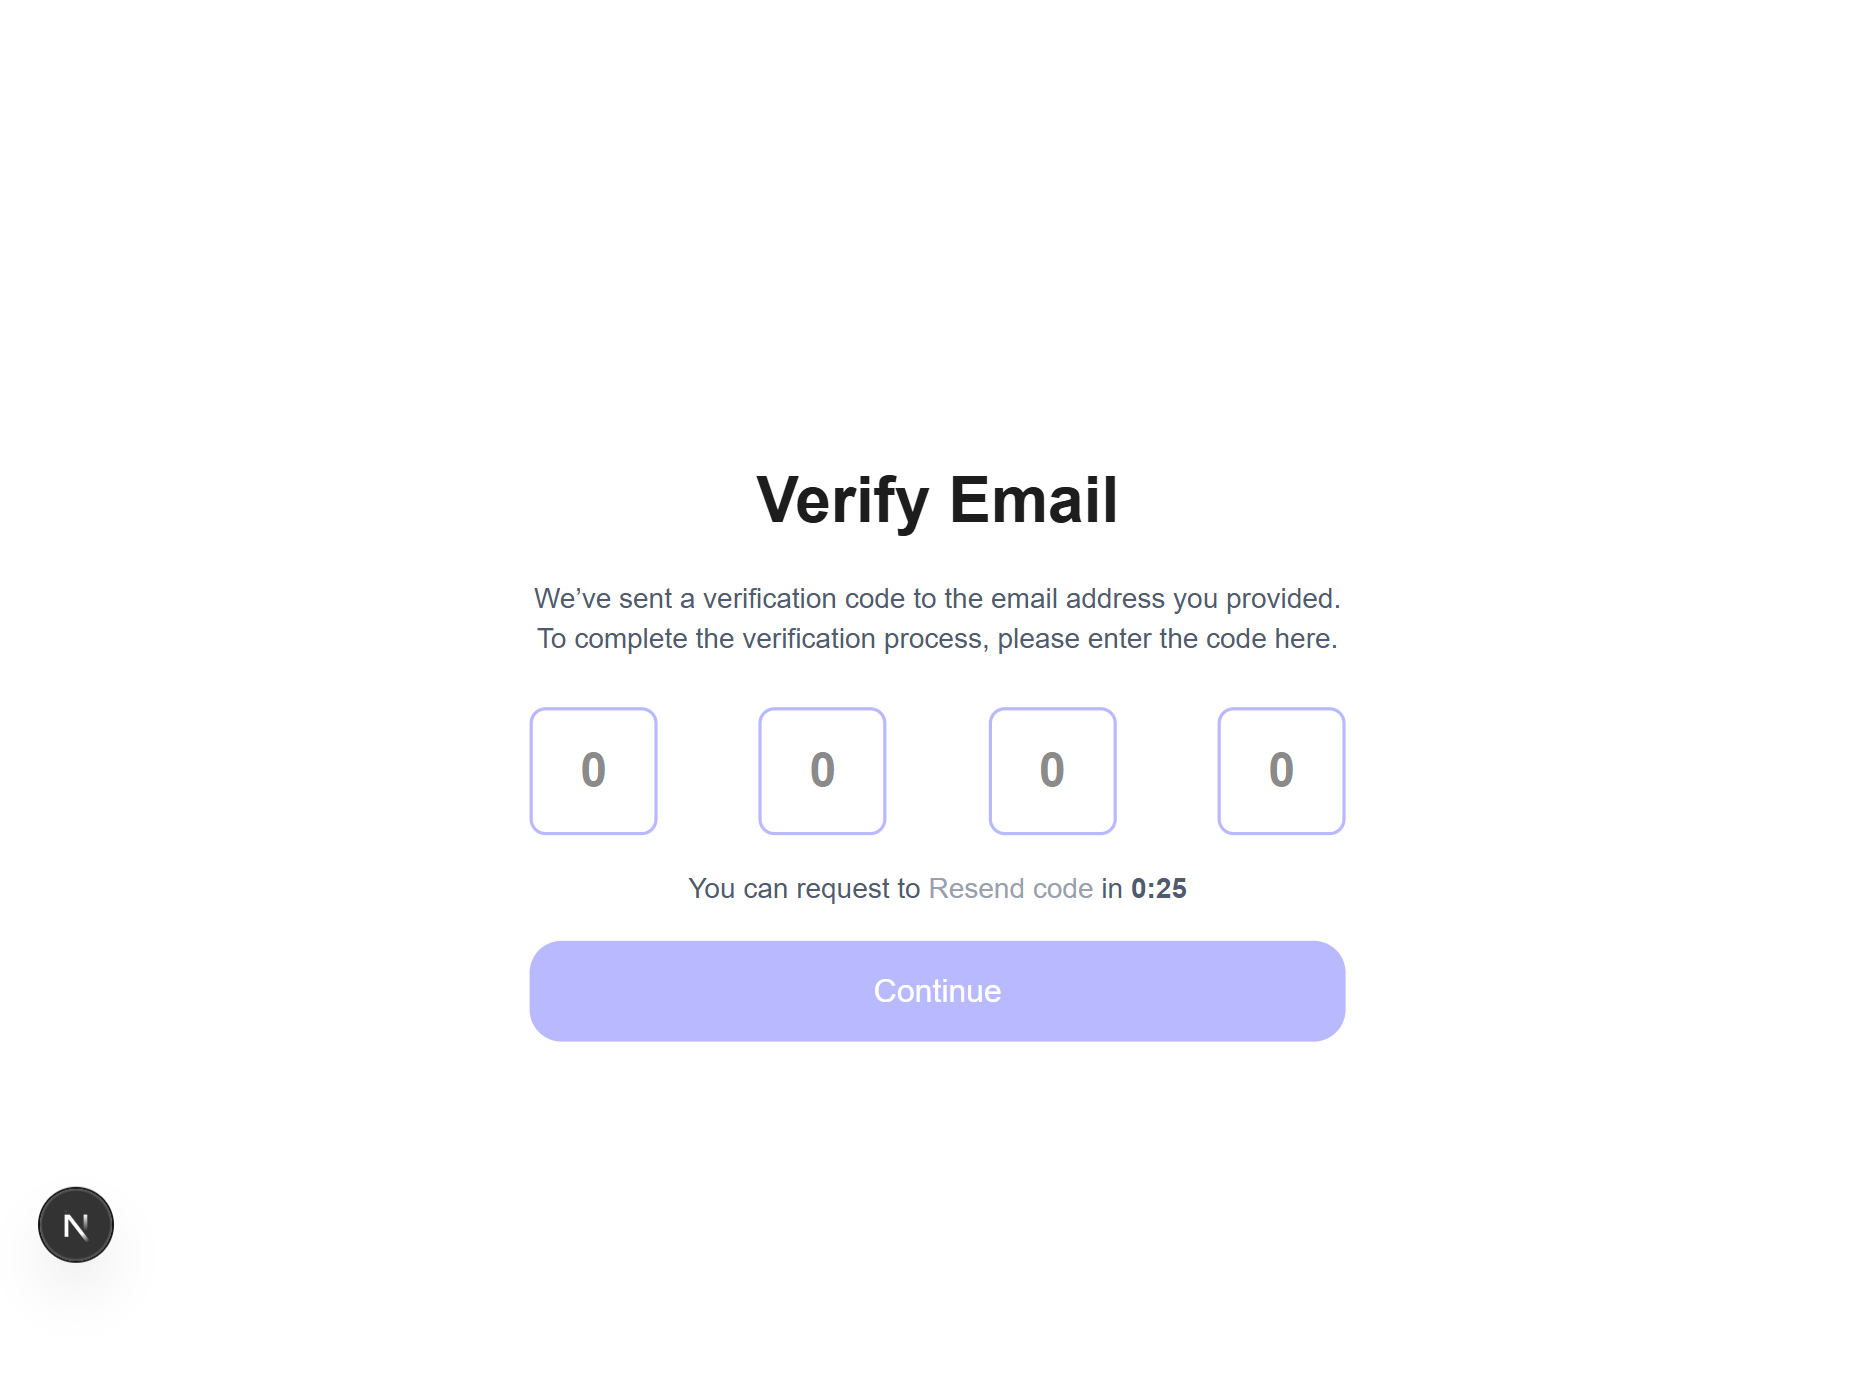 Verify Email
We’ve sent a verification code to the email address you provided.
To complete the verification process, please enter the code here.
0 0 0 0
You can request to Resend code in 0:25
Continue
N